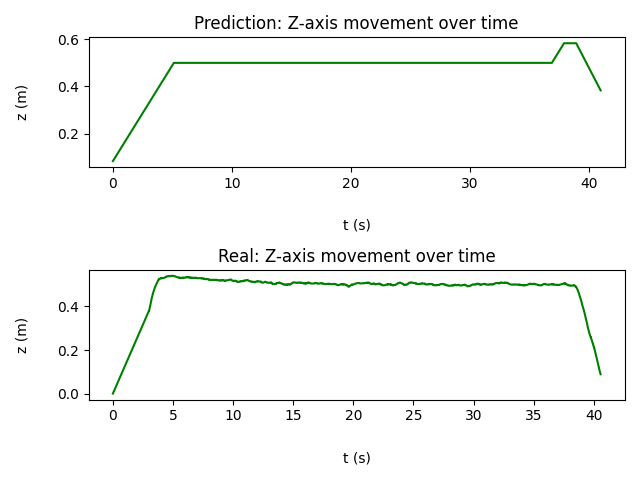 Prediction: Z-axis movement over time
0.6
0.4
0.2
z (m)
0 10 20 30 40
t (s)
Real: Z-axis movement over time
0.4
0.2
0.0
z (m)
0 5 10 15 20 25 30 35 40
t (s)